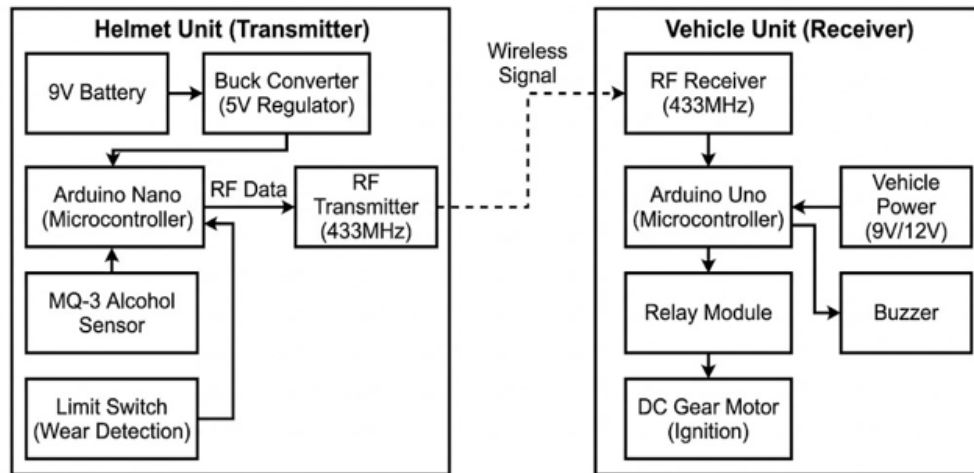 Helmet Unit (Transmitter)
9V Battery
Buck Converter
(5V Regulator)
Arduino Nano
(Microcontroller)
RF Data
RF
Transmitter
(433MHz)
MQ-3 Alcohol
Sensor
Limit Switch
(Wear Detection)
Wireless
Signal
Vehicle Unit (Receiver)
RF Receiver
(433MHz)
Arduino Uno
(Microcontroller)
Vehicle
Power
(9V/12V)
Relay Module
Buzzer
DC Gear Motor
(Ignition)